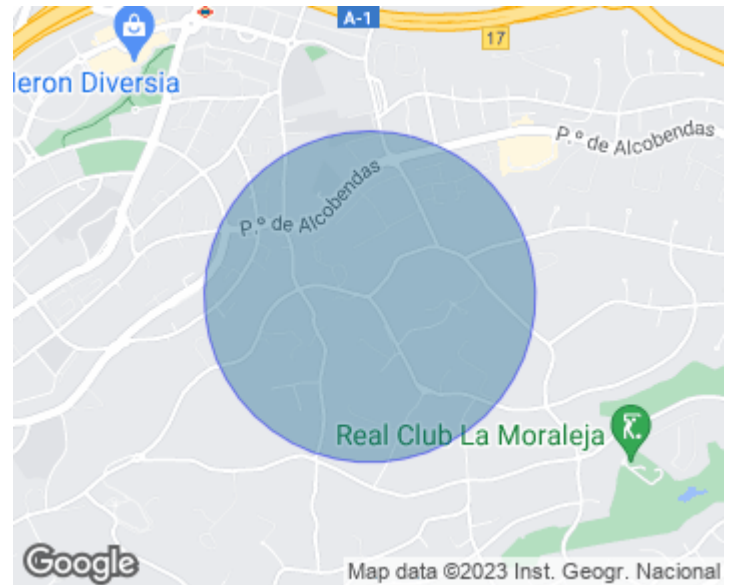 A-1
17
leron Diversia
P.º de Alcobendas
P.º de Alcobendas
Real Club La Moraleja
Google
Map data ©2023 Inst. Geogr. Nacional